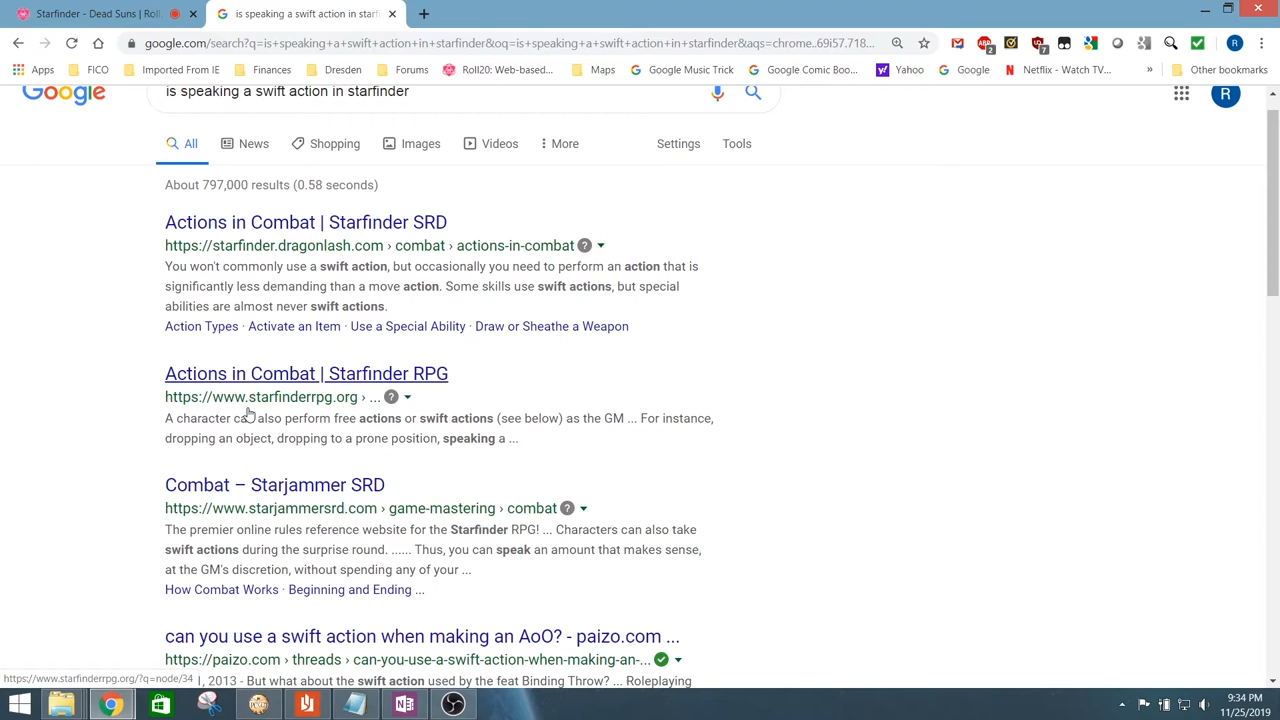 Starfinder - Dead Suns | Rol
is speaking a swift action in starf
google.com/search?q=is+speaking+a+swift+action+in+starfinder&q=is+speaking+a+swift+action+in+starfinder&aqs=chrome..69i57.718...
2
7
R
Apps
FICO
Imported From IE
Finances
Dresden
Forums
Roll20: Web-based...
Maps
Google Music Trick
Google Comic Boo...
Yahoo
Google
Netflix - Watch TV...
»
Other bookmarks
Google
is speaking a swift action in starfinder
R
All
News
Shopping
Images
Videos
More
Settings
Tools
About 797,000 results (0.58 seconds)
Actions in Combat | Starfinder SRD
https://starfinder.dragonlash.com › combat › actions-in-combat
You won't commonly use a swift action, but occasionally you need to perform an action that is
significantly less demanding than a move action. Some skills use swift actions, but special
abilities are almost never swift actions.
Action Types · Activate an Item · Use a Special Ability · Draw or Sheathe a Weapon
Actions in Combat | Starfinder RPG
https://www.starfinderrpg.org › ...
A character can also perform free actions or swift actions (see below) as the GM ... For instance,
dropping an object, dropping to a prone position, speaking a ...
Combat – Starjammer SRD
https://www.starjammersrd.com › game-mastering › combat
The premier online rules reference website for the Starfinder RPG! ... Characters can also take
swift actions during the surprise round. ...... Thus, you can speak an amount that makes sense,
at the GM's discretion, without spending any of your ...
How Combat Works · Beginning and Ending ...
can you use a swift action when making an AoO? - paizo.com ...
https://paizo.com › threads › can-you-use-a-swift-action-when-making-an-...
1, 2013 - But what about the swift action used by the feat Binding Throw? ... Roleplaying
https://www.starfinderrpg.org/?q=node/34
9:34 PM
11/25/2019